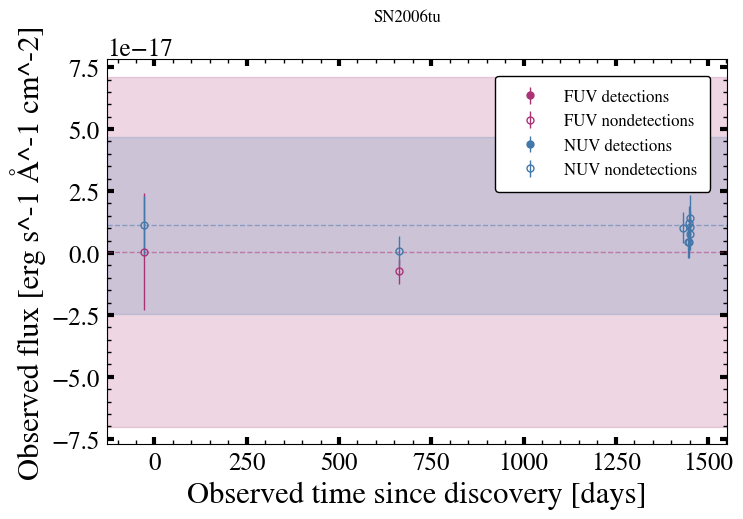 SN2006tu
1e−17
7.5
5.0
2.5
0.0
−2.5
−5.0
−7.5
Observed flux [erg s^-1 Å^-1 cm^-2]
FUV detections
FUV nondetections
NUV detections
NUV nondetections
0 250 500 750 1000 1250 1500
Observed time since discovery [days]